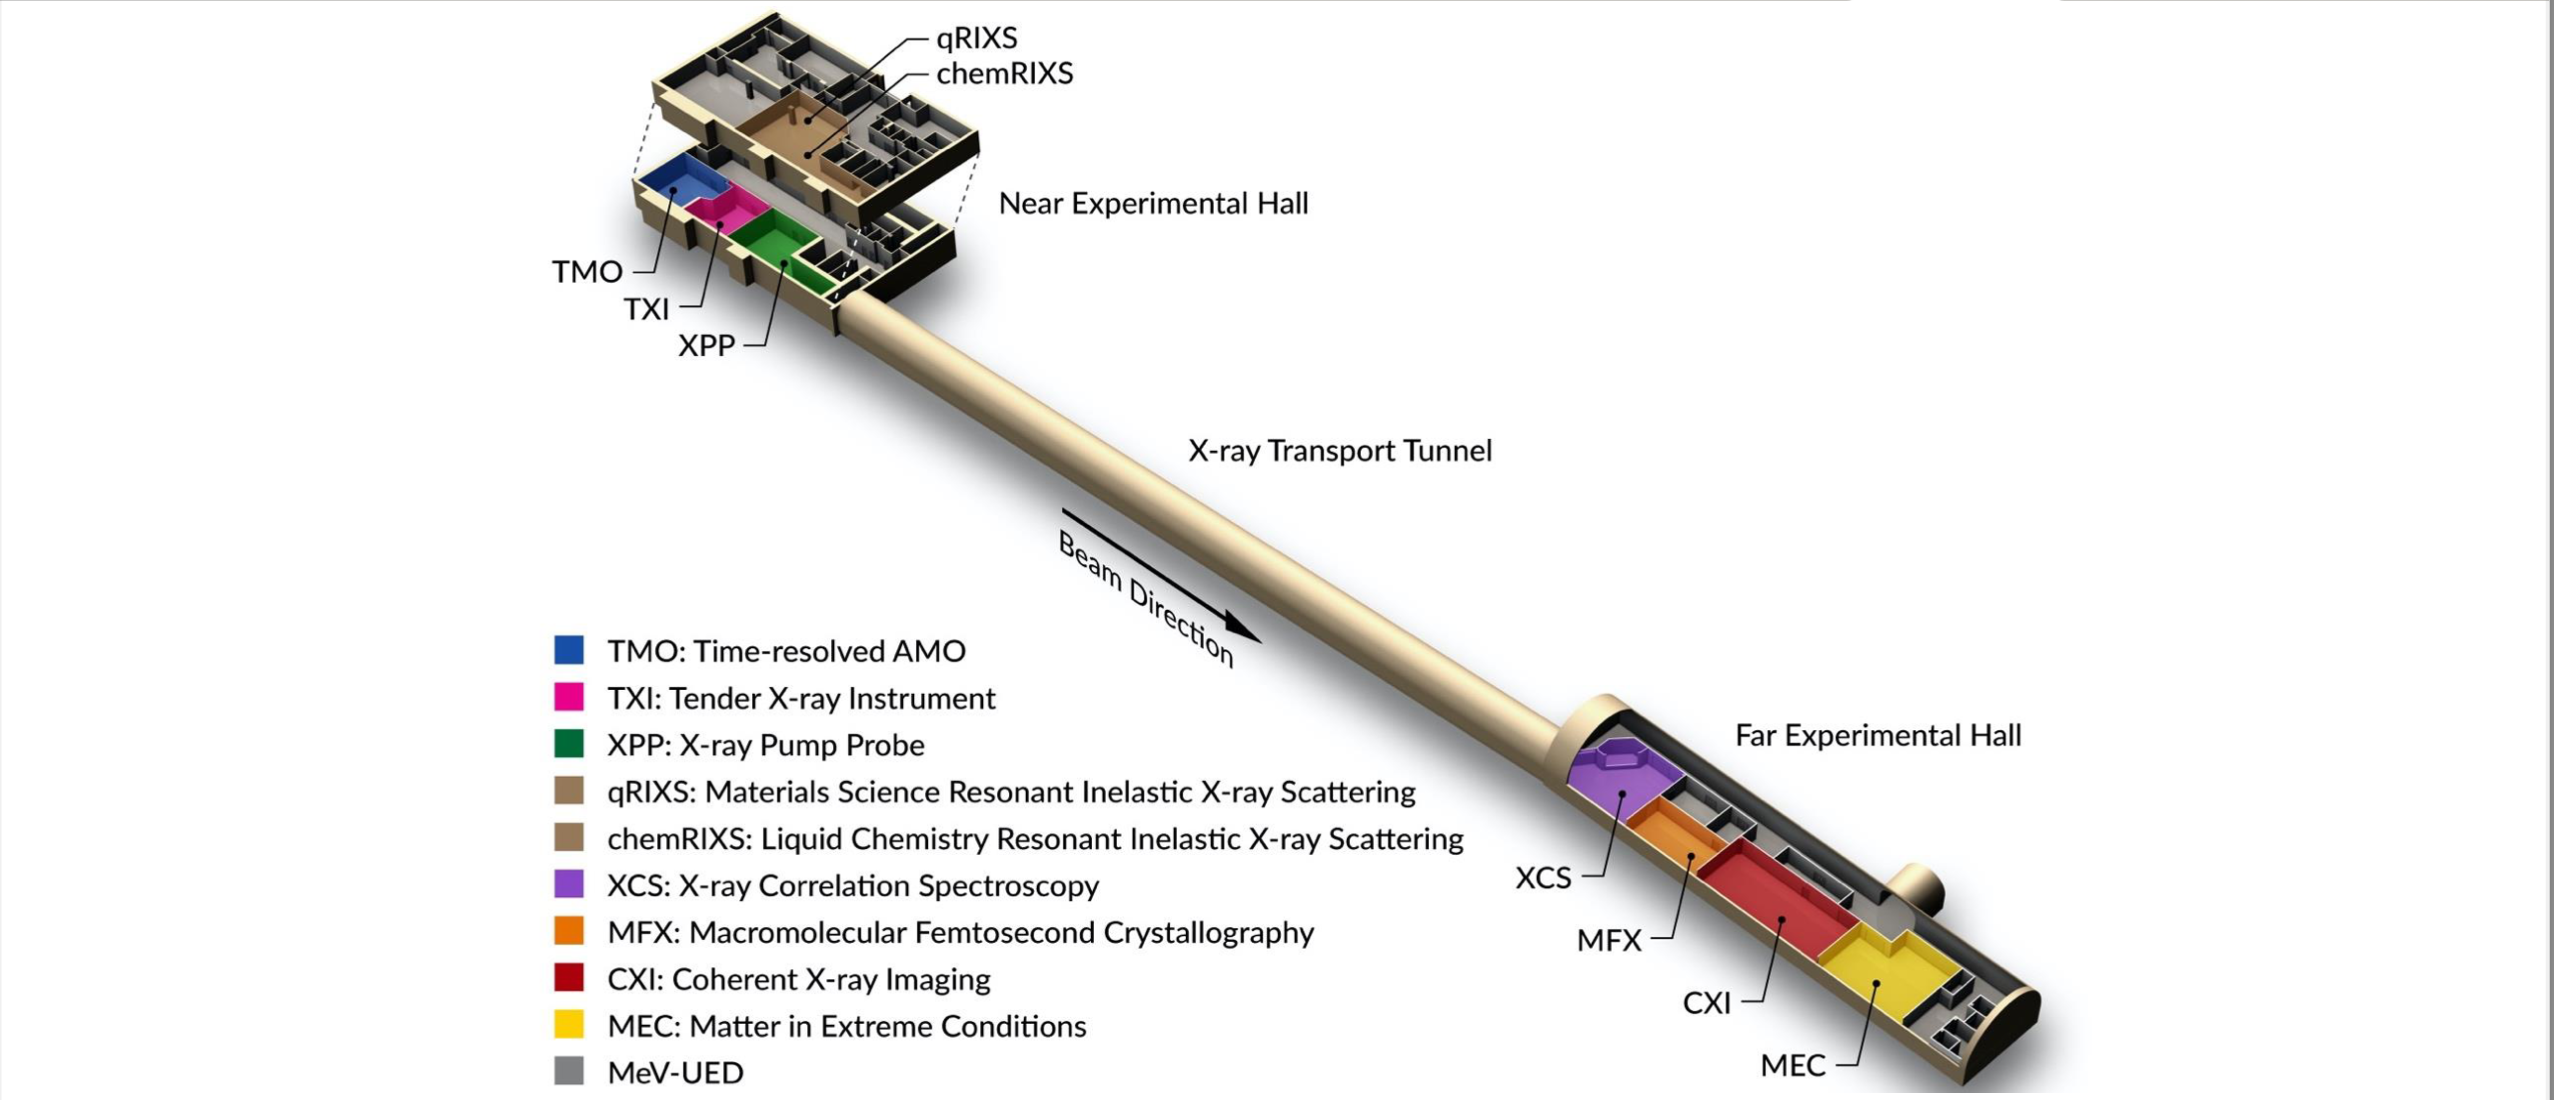 qRIXS
chemRIXS
Near Experimental Hall
TMO
TXI
XPP
X-ray Transport Tunnel
Beam Direction
Far Experimental Hall
XCS
MFX
CXI
MEC
TMO: Time-resolved AMO
TXI: Tender X-ray Instrument
XPP: X-ray Pump Probe
qRIXS: Materials Science Resonant Inelastic X-ray Scattering
chemRIXS: Liquid Chemistry Resonant Inelastic X-ray Scattering
XCS: X-ray Correlation Spectroscopy
MFX: Macromolecular Femtosecond Crystallography
CXI: Coherent X-ray Imaging
MEC: Matter in Extreme Conditions
MeV-UED